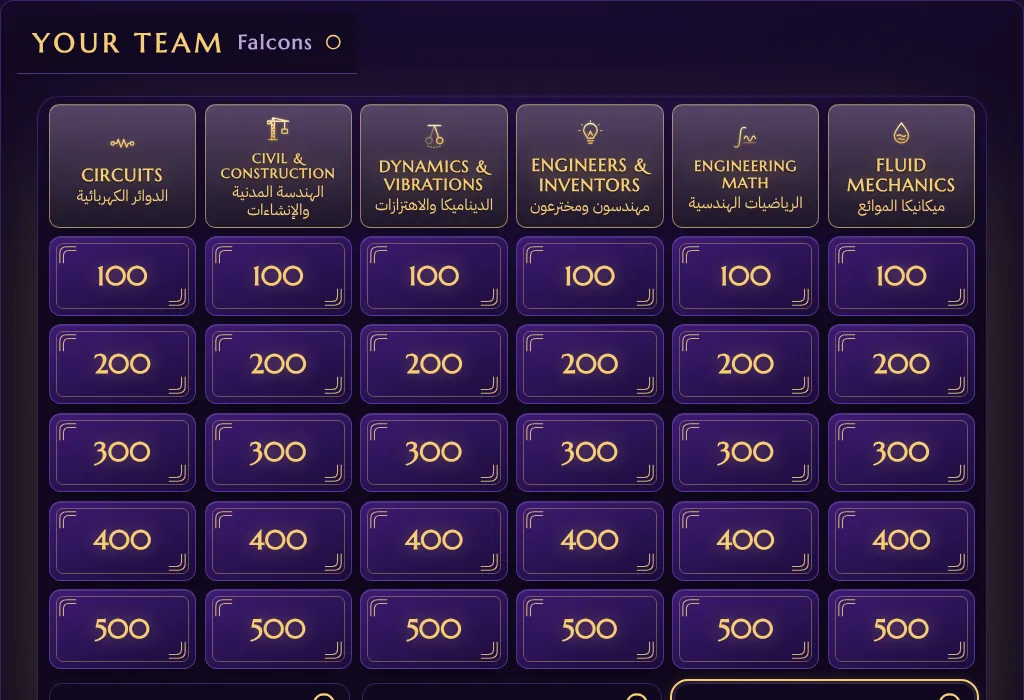 YOUR TEAM Falcons
CIRCUITS
الدوائر الكهربائية
CIVIL &
CONSTRUCTION
الهندسة المدنية
والإنشاءات
DYNAMICS &
VIBRATIONS
الديناميكا والاهتزازات
ENGINEERS &
INVENTORS
مهندسون ومخترعون
ENGINEERING
MATH
الرياضيات الهندسية
FLUID
MECHANICS
ميكانيكا الموائع
100 100 100 100 100 100
200 200 200 200 200 200
300 300 300 300 300 300
400 400 400 400 400 400
500 500 500 500 500 500